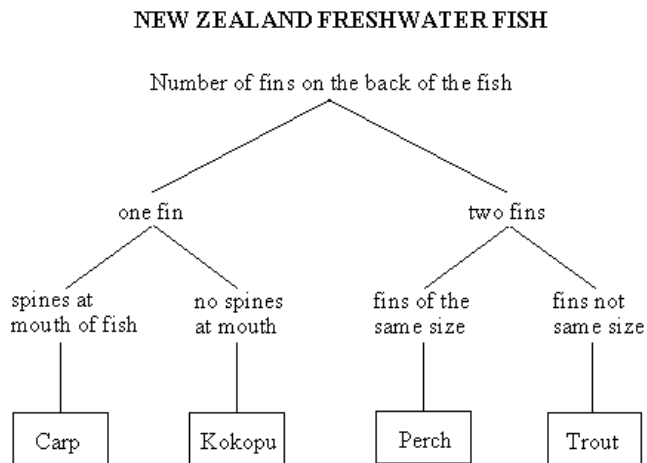 NEW ZEALAND FRESHWATER FISH
Number of fins on the back of the fish
one fin
two fins
spines at
mouth of fish
no spines
at mouth
fins of the
same size
fins not
same size
Carp
Kokopu
Perch
Trout